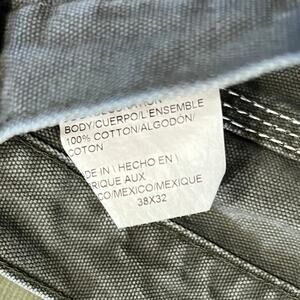 BODY/CUERPO/L'ENSEMBLE
100% COTTON/ALGODÓN/
COTON
DE IN \ HECHO EN \
RIQUE AUX
CO/MEXICO/MEXIQUE
38X32